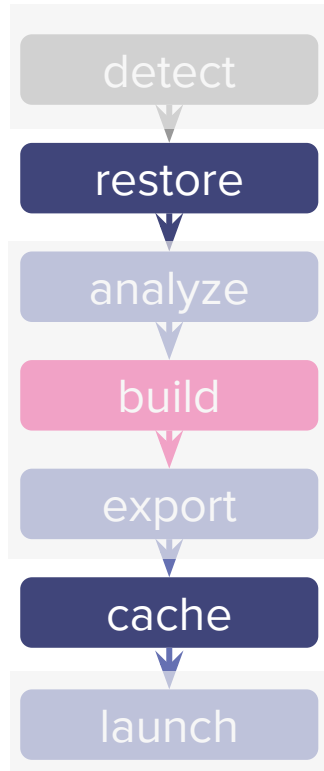 detect
restore
analyze
build
export
cache
launch